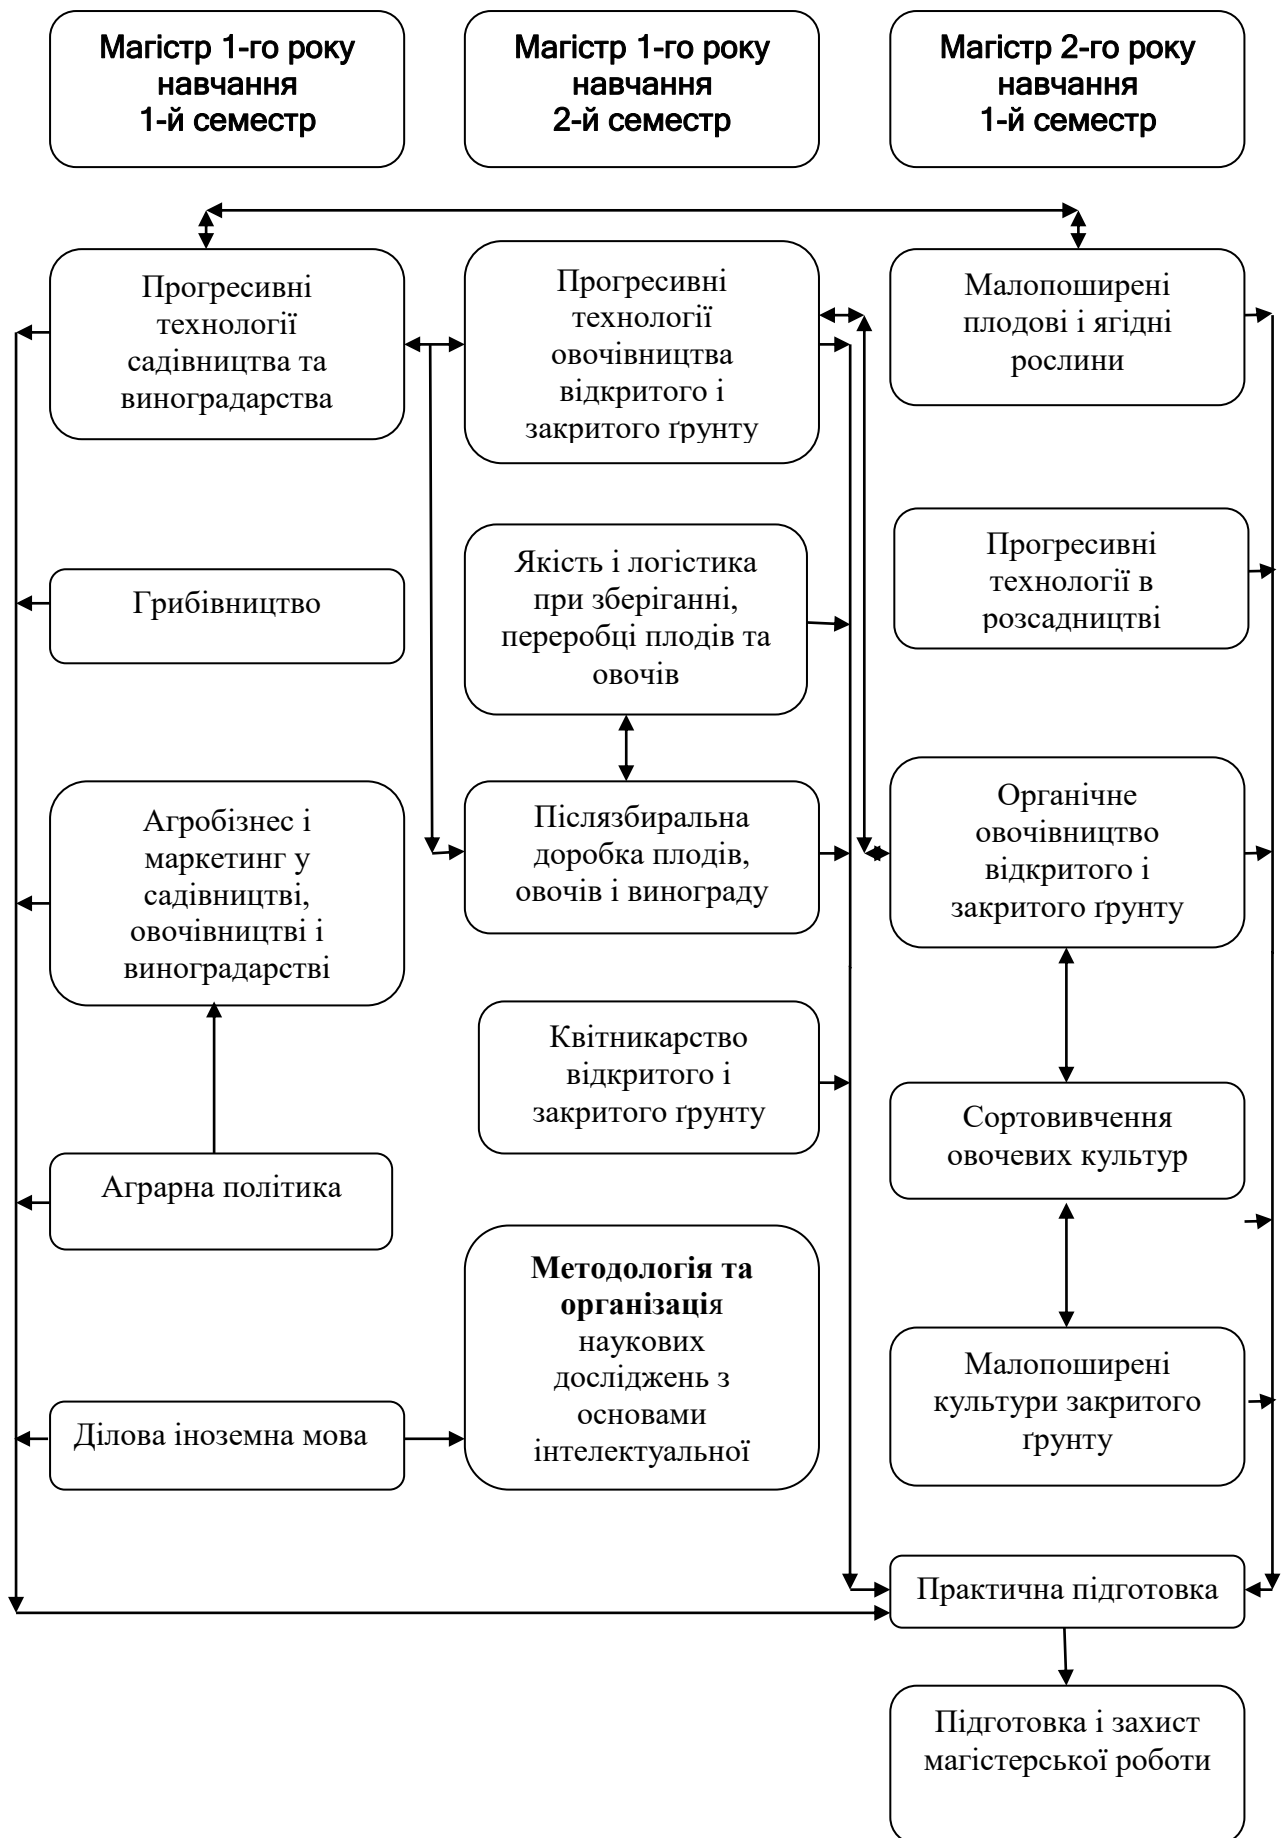 Магістр 1-го року
навчання
1-й семестр
Магістр 1-го року
навчання
2-й семестр
Магістр 2-го року
навчання
1-й семестр
Прогресивні
технології
садівництва та
виноградарства
Прогресивні
технології
овочівництва
відкритого і
закритого ґрунту
Малопоширені
плодові і ягідні
рослини
Грибівництво
Якість і логістика
при зберіганні,
переробці плодів та
овочів
Прогресивні
технології в
розсадництві
Агробізнес і
маркетинг у
садівництві,
овочівництві і
виноградарстві
Післязбиральна
доробка плодів,
овочів і винограду
Органічне
овочівництво
відкритого і
закритого ґрунту
Квітникарство
відкритого і
закритого ґрунту
Сортовивчення
овочевих культур
Аграрна політика
Методологія та
організація
наукових
досліджень з
основами
інтелектуальної
Малопоширені
культури закритого
ґрунту
Ділова іноземна мова
Практична підготовка
Підготовка і захист
магістерської роботи